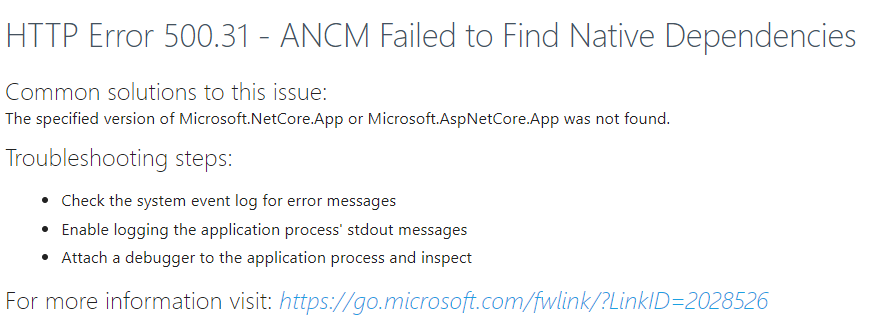 HTTP Error 500.31 - ANCM Failed to Find Native Dependencies
Common solutions to this issue:
The specified version of Microsoft.NetCore.App or Microsoft.AspNetCore.App was not found.
Troubleshooting steps:
• Check the system event log for error messages
• Enable logging the application process' stdout messages
• Attach a debugger to the application process and inspect
For more information visit: https://go.microsoft.com/fwlink/?LinkID=2028526